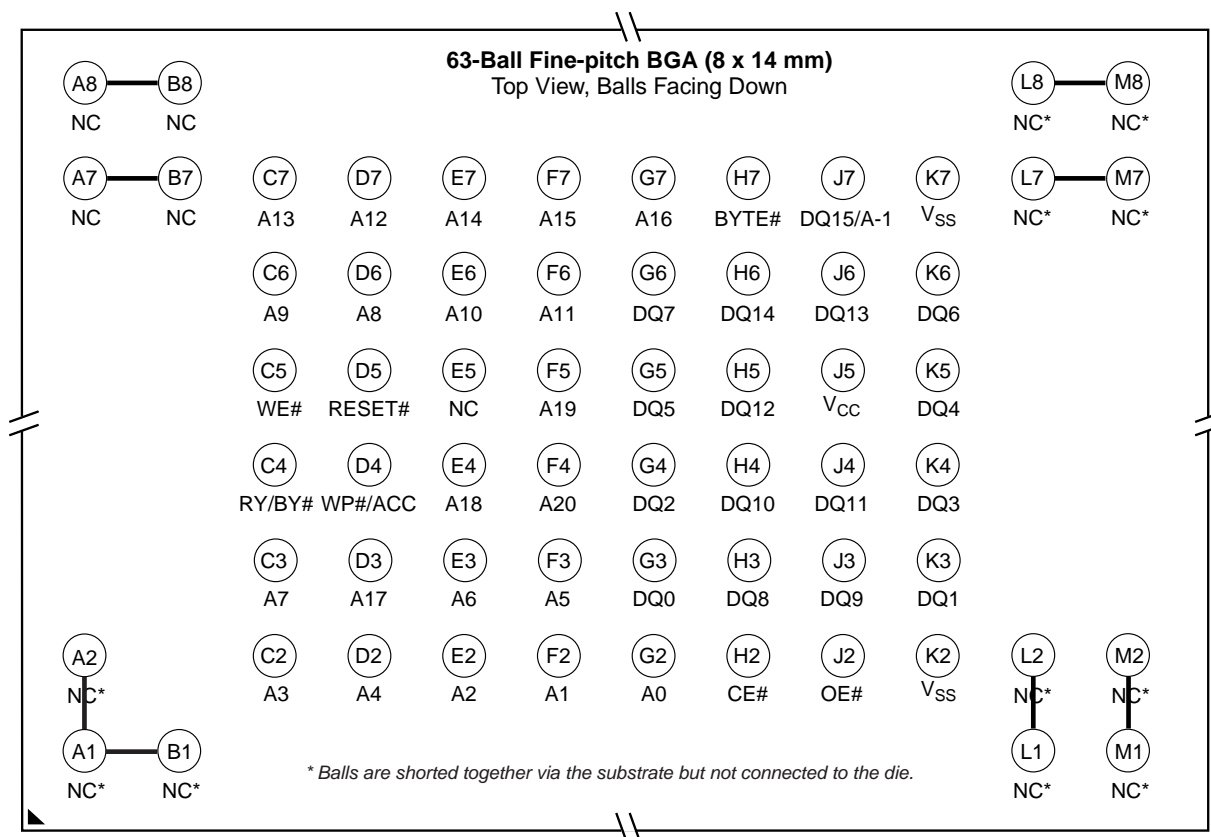 63-Ball Fine-pitch BGA (8 x 14 mm)
Top View, Balls Facing Down
A8 B8 L8 M8
NC NC NC* NC*
A7 B7 C7 D7 E7 F7 G7 H7 J7 K7 L7 M7
NC NC A13 A12 A14 A15 A16 BYTE# DQ15/A-1 VSS NC* NC*
C6 D6 E6 F6 G6 H6 J6 K6
A9 A8 A10 A11 DQ7 DQ14 DQ13 DQ6
C5 D5 E5 F5 G5 H5 J5 K5
WE# RESET# NC A19 DQ5 DQ12 VCC DQ4
C4 D4 E4 F4 G4 H4 J4 K4
RY/BY# WP#/ACC A18 A20 DQ2 DQ10 DQ11 DQ3
C3 D3 E3 F3 G3 H3 J3 K3
A7 A17 A6 A5 DQ0 DQ8 DQ9 DQ1
A2 C2 D2 E2 F2 G2 H2 J2 K2 L2 M2
NC* A3 A4 A2 A1 A0 CE# OE# VSS NC* NC*
A1 B1 L1 M1
* Balls are shorted together via the substrate but not connected to the die.
NC* NC* NC* NC*